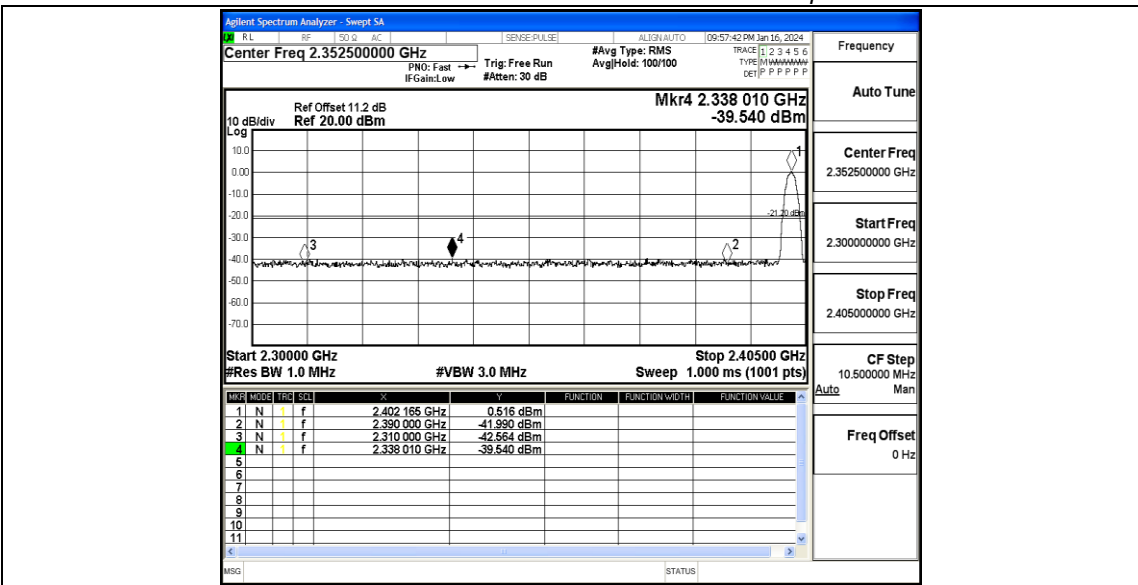 Agilent Spectrum Analyzer - Swept SA
RL RF 50 Ω AC SENSE:PULSE ALIGN AUTO 09:57:42 PM Jan 16, 2024
Center Freq 2.352500000 GHz
PNO: Fast
IFGain:Low
Trig: Free Run
#Atten: 30 dB
#Avg Type: RMS
Avg|Hold: 100/100
TRACE 1 2 3 4 5 6
TYPE M
DET P P P P P P
Mkr4 2.338 010 GHz
-39.540 dBm
Ref Offset 11.2 dB
10 dB/div Ref 20.00 dBm
Log
10.0
0.00
-10.0
-20.0
-30.0
-40.0
-50.0
-60.0
-70.0
1
-21.20 dBm
3
4
2
Start 2.30000 GHz Stop 2.40500 GHz
#Res BW 1.0 MHz #VBW 3.0 MHz Sweep 1.000 ms (1001 pts)
MKR MODE TRC SCL X Y FUNCTION FUNCTION WIDTH FUNCTION VALUE
1 N 1 f 2.402 165 GHz 0.516 dBm
2 N 1 f 2.390 000 GHz -41.990 dBm
3 N 1 f 2.310 000 GHz -42.564 dBm
4 N 1 f 2.338 010 GHz -39.540 dBm
5
6
7
8
9
10
11
MSG STATUS
Frequency
Auto Tune
Center Freq
2.352500000 GHz
Start Freq
2.300000000 GHz
Stop Freq
2.405000000 GHz
CF Step
10.500000 MHz
Auto Man
Freq Offset
0 Hz